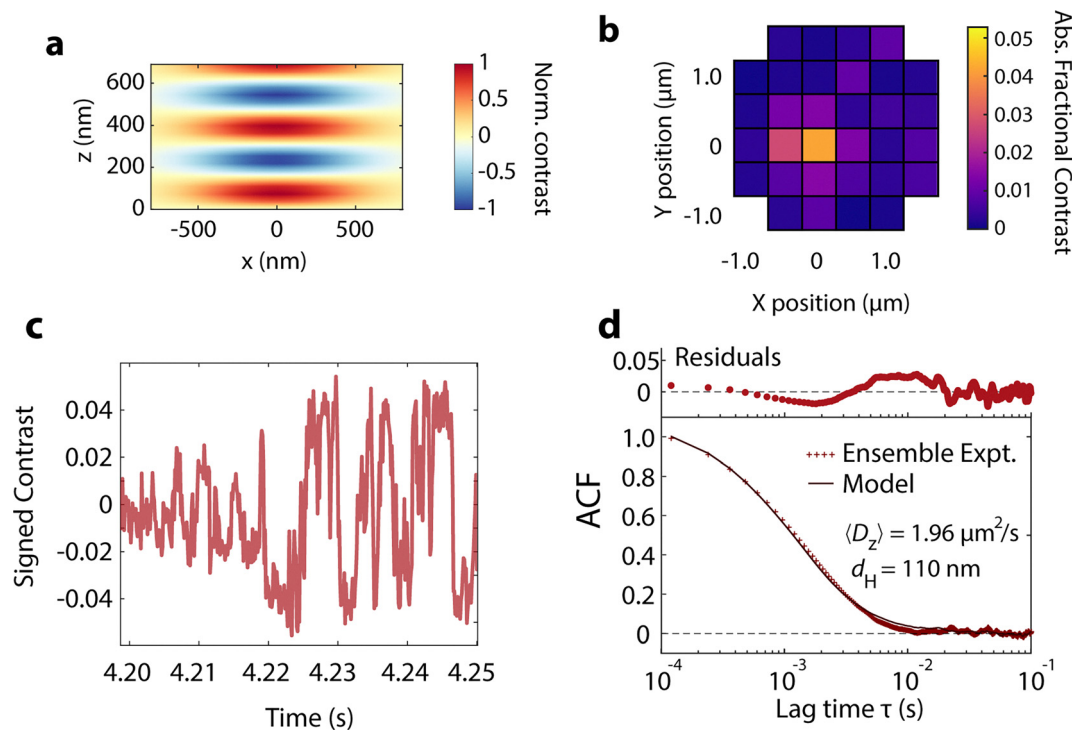 a
600
400
200
0
z (nm)
-500
0
500
x (nm)
1
0.5
0
-0.5
-1
Norm. contrast
b
1.0
0
-1.0
Y position (µm)
-1.0
0
1.0
X position (µm)
0.05
0.04
0.03
0.02
0.01
0
Abs. Fractional Contrast
c
0.04
0.02
0
-0.02
-0.04
Signed Contrast
4.20
4.21
4.22
4.23
4.24
4.25
Time (s)
d
0.05
0
Residuals
1.0
0.8
0.6
0.4
0.2
0
ACF
Ensemble Expt.
Model
⟨D_z⟩ = 1.96 µm²/s
d_H = 110 nm
10⁻⁴
10⁻³
10⁻²
10⁻¹
Lag time τ (s)